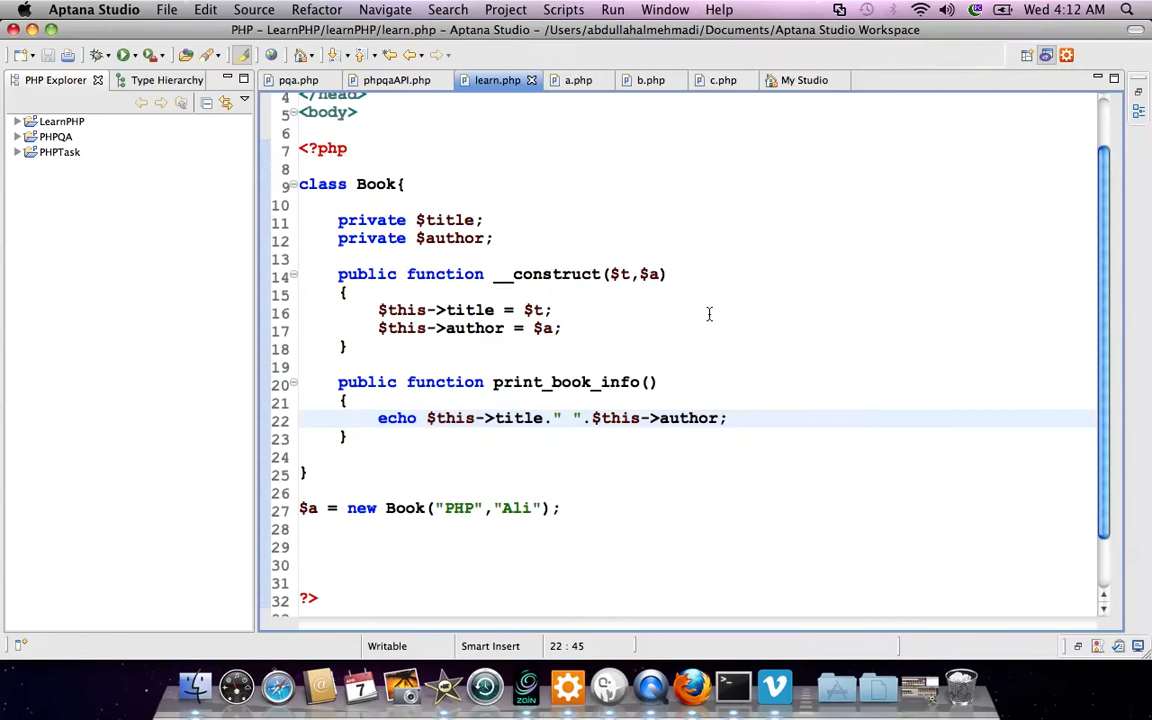 Aptana Studio File Edit Source Refactor Navigate Search Project Scripts Run Window Help Wed 4:12 AM
PHP - LearnPHP/learnPHP/learn.php - Aptana Studio - /Users/abdullahalmehmadi/Documents/Aptana Studio Workspace
PHP Explorer Type Hierarchy pqa.php phpqaAPI.php learn.php a.php b.php c.php My Studio
LearnPHP
PHPQA
PHPTask
4 </head>
5 <body>
6
7 <?php
8
9 class Book{
10
11 private $title;
12 private $author;
13
14 public function __construct($t,$a)
15 {
16 $this->title = $t;
17 $this->author = $a;
18 }
19
20 public function print_book_info()
21 {
22 echo $this->title." ".$this->author;
23 }
24
25 }
26
27 $a = new Book("PHP","Ali");
28
29
30
31
32 ?>
Writable Smart Insert 22 : 45
7
zain